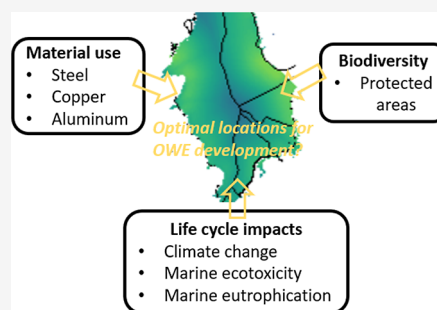 Material use
• Steel
• Copper
• Aluminum
Biodiversity
• Protected
areas
Optimal locations for
OWE development?
Life cycle impacts
• Climate change
• Marine ecotoxicity
• Marine eutrophication